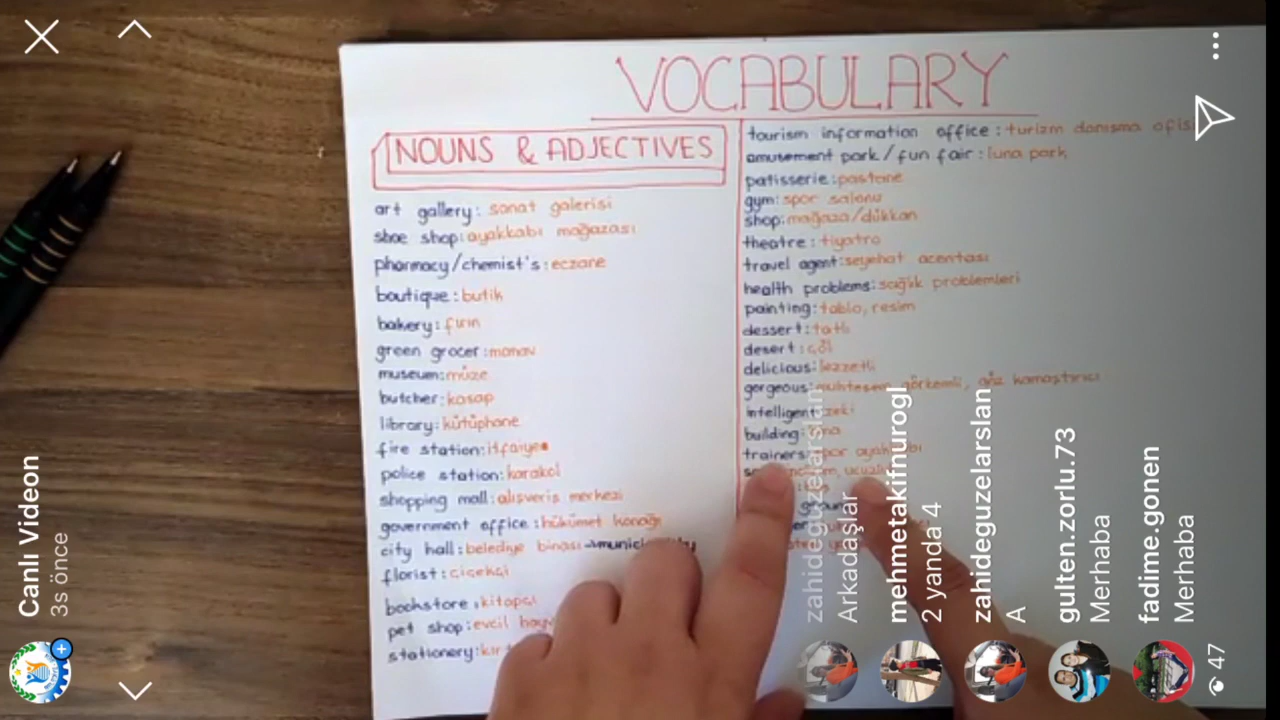 VOCABULARY
NOUNS & ADJECTIVES
art gallery: sanat galerisi
shoe shop: ayakkabı mağazası
pharmacy/chemist's: eczane
boutique: butik
bakery: fırın
green grocer: manav
museum: müze
butcher: kasap
library: kütüphane
fire station: itfaiye
police station: karakol
shopping mall: alışveriş merkezi
government office: hükümet konağı
city hall: belediye binası →
florist: çiçekçi
bookstore: kitapçı
pet shop: evcil
stationery:
tourism information office: turizm danışma ofis
amusement park/fun fair: luna park
patisserie: pastane
gym: spor salonu
shop: mağaza/dükkan
theatre: tiyatro
travel agent: seyehat acentası
health problems: sağlık problemleri
painting: tablo, resim
dessert: tatlı
desert: çöl
delicious: lezzetli
gorgeous: muhteşem, görkemli, göz kamaştırıcı
intelligent: zeki
building: bina
trainers: spor
Canlı Videon
3s önce
zahideguzelarslan
Arkadaşlar
mehmetakifnurogl
2 yanda 4
zahideguzelarslan
A
gulten.zorlu.73
Merhaba
fadime.gonen
Merhaba
47